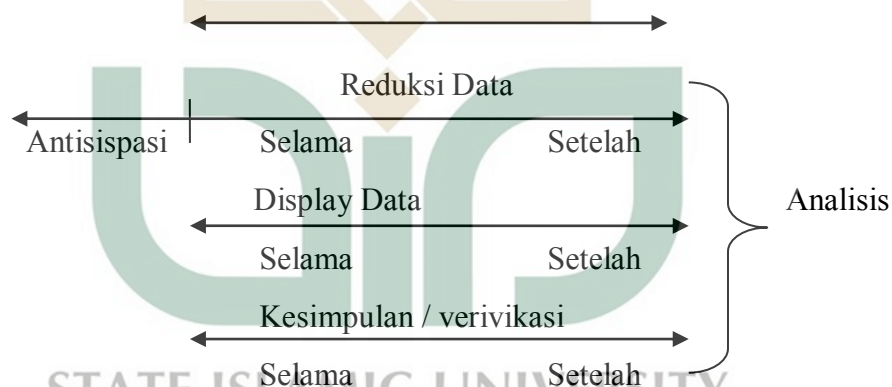 Reduksi Data
Antisispasi Selama Setelah
Display Data
Analisis
Selama Setelah
Kesimpulan / verivikasi
Selama Setelah
STATE ISLAMIC UNIVERSITY